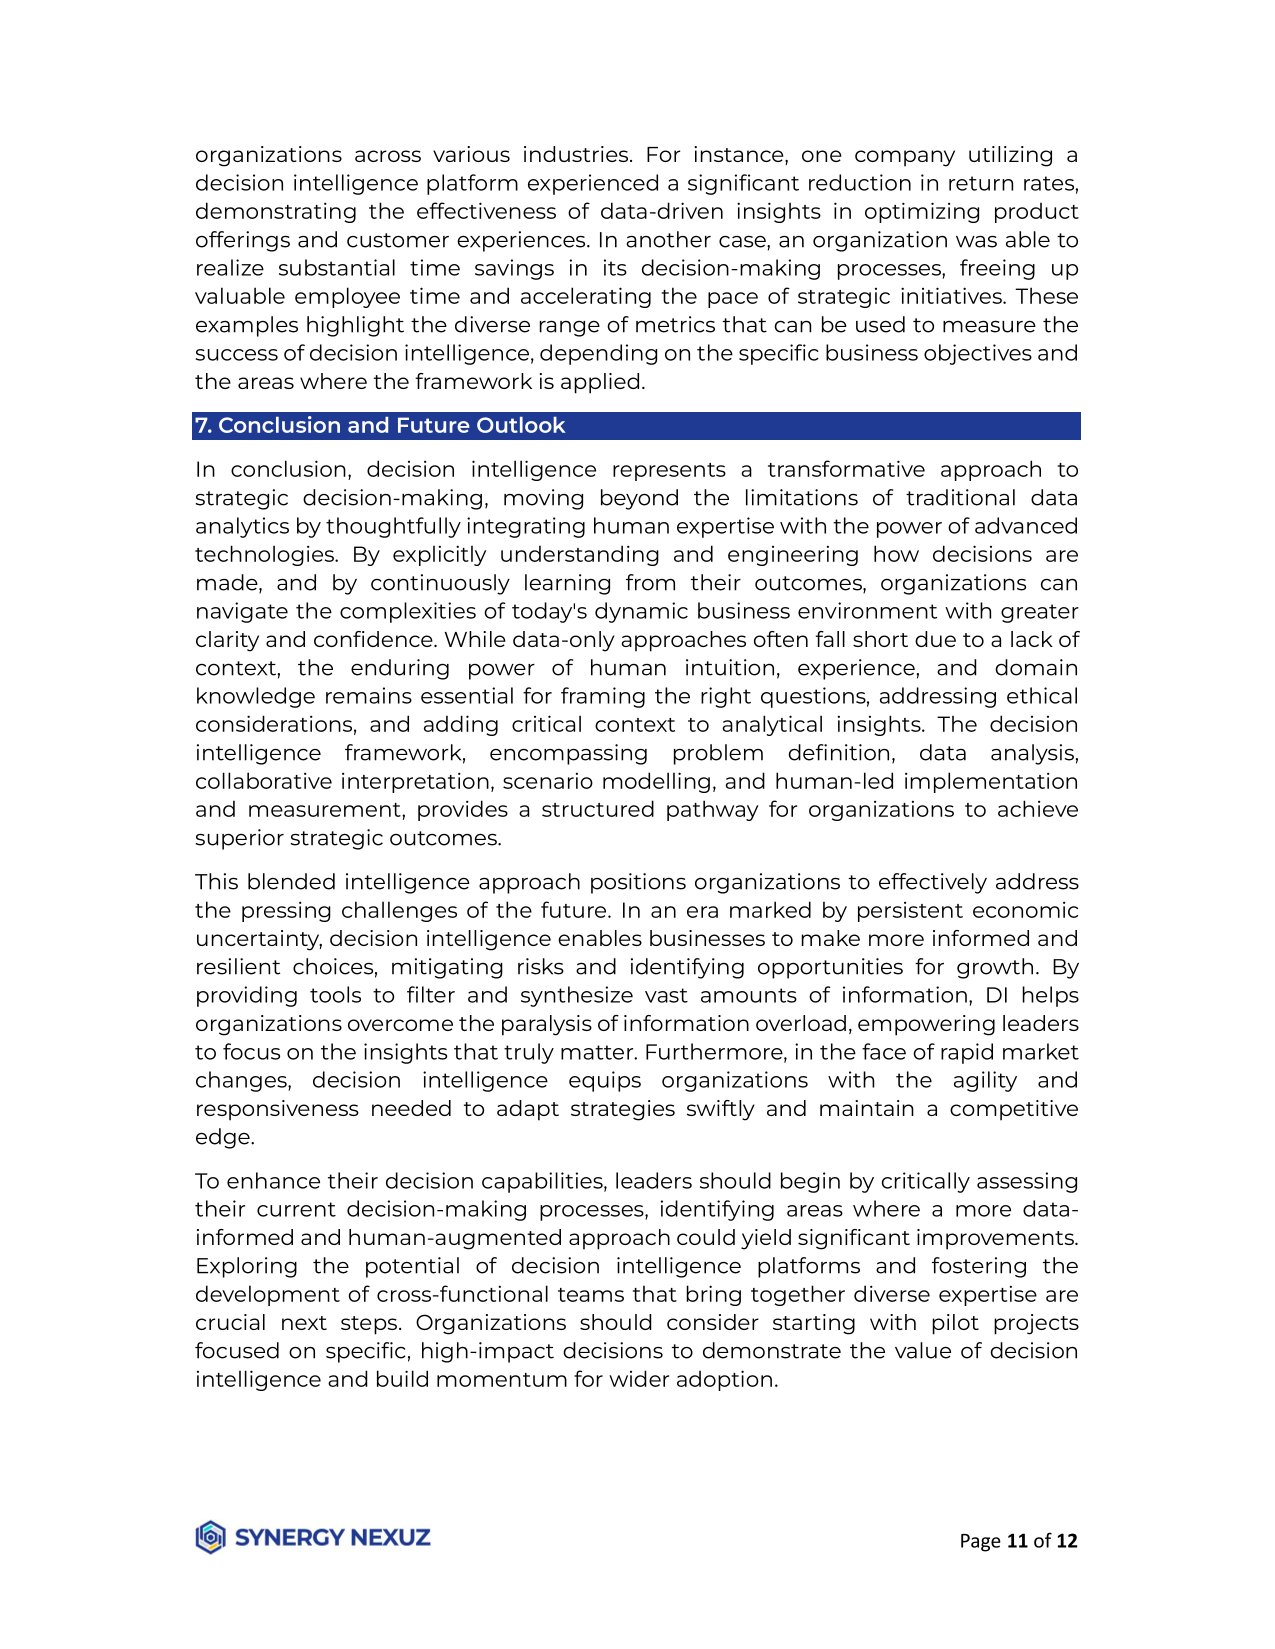 organizations across various industries. For instance, one company utilizing a
decision intelligence platform experienced a significant reduction in return rates,
demonstrating the effectiveness of data-driven insights in optimizing product
offerings and customer experiences. In another case, an organization was able to
realize substantial time savings in its decision-making processes, freeing up
valuable employee time and accelerating the pace of strategic initiatives. These
examples highlight the diverse range of metrics that can be used to measure the
success of decision intelligence, depending on the specific business objectives and
the areas where the framework is applied.
7. Conclusion and Future Outlook
In conclusion, decision intelligence represents a transformative approach to
strategic decision-making, moving beyond the limitations of traditional data
analytics by thoughtfully integrating human expertise with the power of advanced
technologies. By explicitly understanding and engineering how decisions are
made, and by continuously learning from their outcomes, organizations can
navigate the complexities of today's dynamic business environment with greater
clarity and confidence. While data-only approaches often fall short due to a lack of
context, the enduring power of human intuition, experience, and domain
knowledge remains essential for framing the right questions, addressing ethical
considerations, and adding critical context to analytical insights. The decision
intelligence framework, encompassing problem definition, data analysis,
collaborative interpretation, scenario modelling, and human-led implementation
and measurement, provides a structured pathway for organizations to achieve
superior strategic outcomes.
This blended intelligence approach positions organizations to effectively address
the pressing challenges of the future. In an era marked by persistent economic
uncertainty, decision intelligence enables businesses to make more informed and
resilient choices, mitigating risks and identifying opportunities for growth. By
providing tools to filter and synthesize vast amounts of information, DI helps
organizations overcome the paralysis of information overload, empowering leaders
to focus on the insights that truly matter. Furthermore, in the face of rapid market
changes, decision intelligence equips organizations with the agility and
responsiveness needed to adapt strategies swiftly and maintain a competitive
edge.
To enhance their decision capabilities, leaders should begin by critically assessing
their current decision-making processes, identifying areas where a more data-
informed and human-augmented approach could yield significant improvements.
Exploring the potential of decision intelligence platforms and fostering the
development of cross-functional teams that bring together diverse expertise are
crucial next steps. Organizations should consider starting with pilot projects
focused on specific, high-impact decisions to demonstrate the value of decision
intelligence and build momentum for wider adoption.
SYNERGY NEXUZ
Page 11 of 12